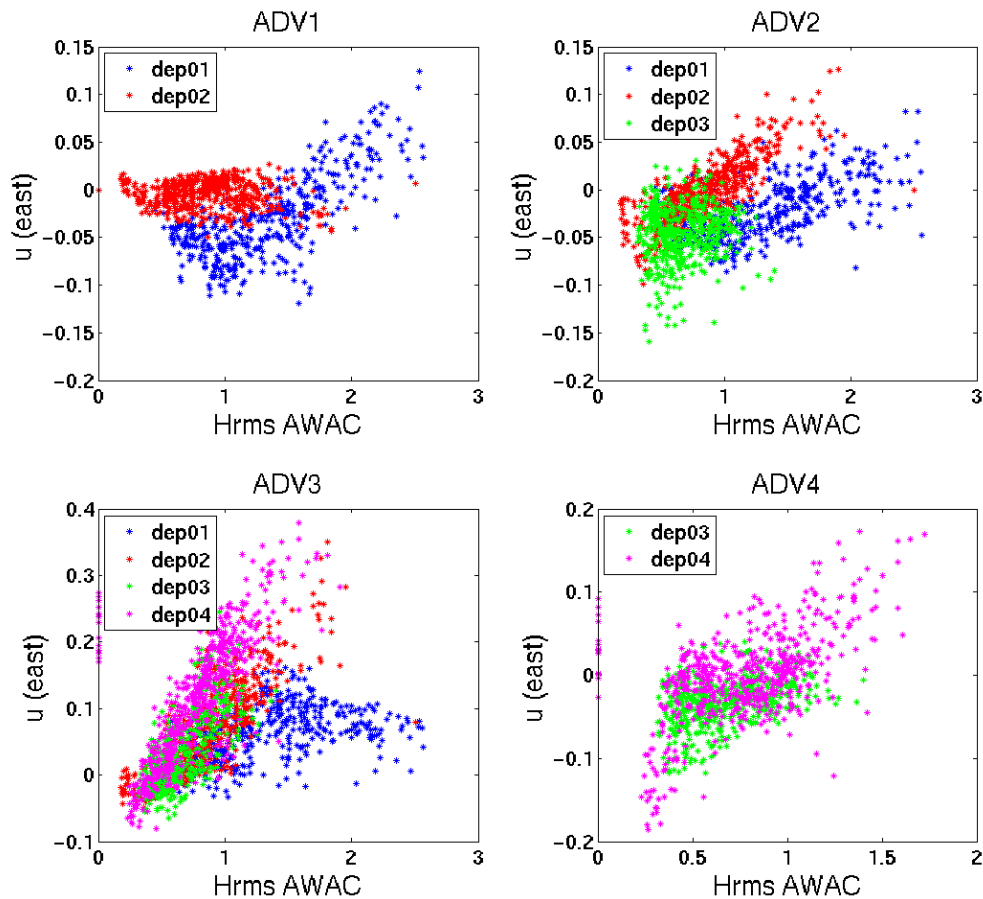 ADV1
0.15
0.1
0.05
0
−0.05
−0.1
−0.15
−0.2
u (east)
dep01
dep02
0 1 2 3
Hrms AWAC
ADV2
0.15
0.1
0.05
0
−0.05
−0.1
−0.15
−0.2
u (east)
dep01
dep02
dep03
0 1 2 3
Hrms AWAC
ADV3
0.4
0.3
0.2
0.1
0
−0.1
u (east)
dep01
dep02
dep03
dep04
0 1 2 3
Hrms AWAC
ADV4
0.2
0.1
0
−0.1
−0.2
u (east)
dep03
dep04
0 0.5 1 1.5 2
Hrms AWAC